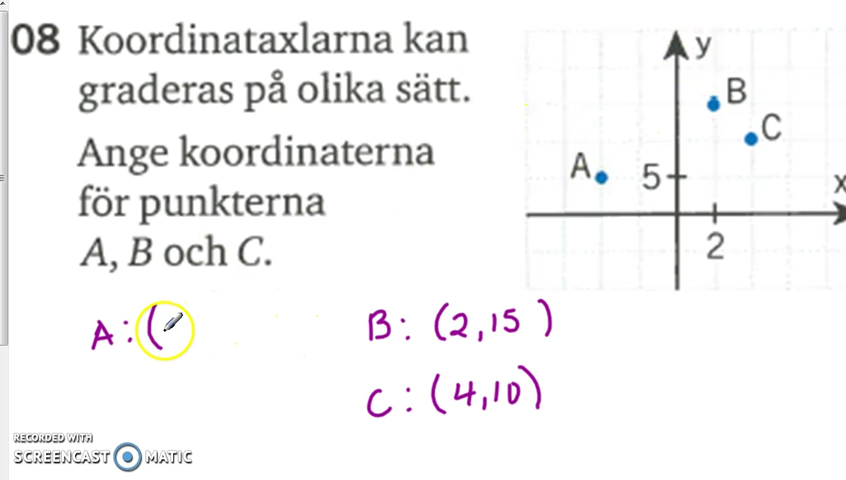 08 Koordinataxlarna kan
graderas på olika sätt.
Ange koordinaterna
för punkterna
A, B och C.
y
B
C
A
5
x
2
A: (
B: (2,15)
C: (4,10)
RECORDED WITH
SCREENCAST MATIC